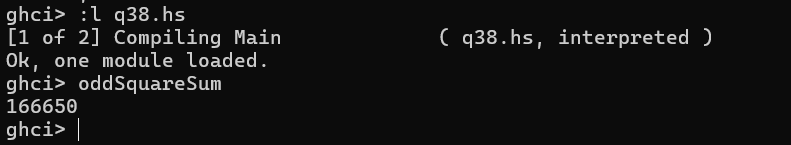 ghci> :l q38.hs
[1 of 2] Compiling Main             ( q38.hs, interpreted )
Ok, one module loaded.
ghci> oddSquareSum
166650
ghci>